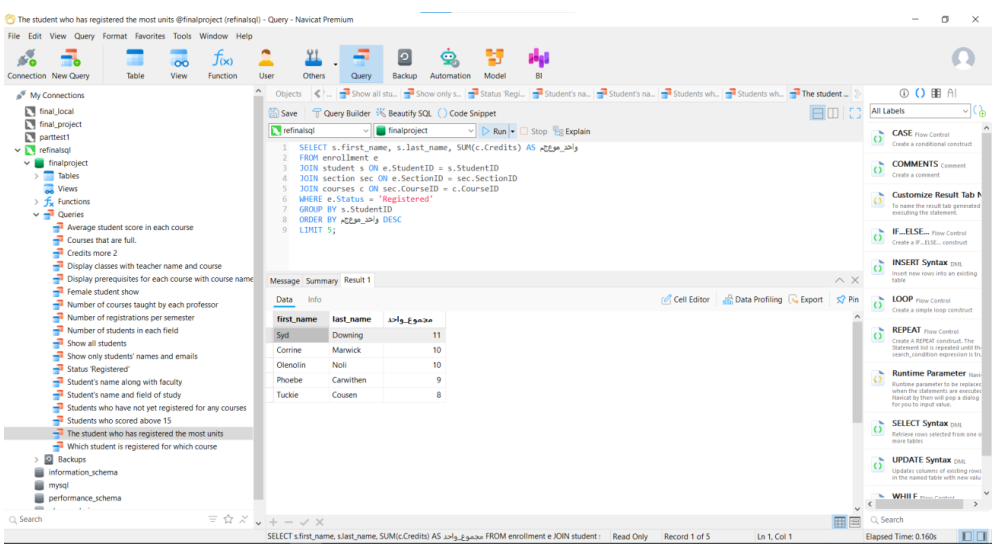 The student who has registered the most units @finalproject (refinalsql) - Query - Navicat Premium
File Edit View Query Format Favorites Tools Window Help
Connection New Query Table View Function User Others Query Backup Automation Model BI
My Connections
final_local
final_project
parttest1
refinalsql
finalproject
Tables
Views
Functions
Queries
Average student score in each course
Courses that are full.
Credits more 2
Display classes with teacher name and course
Display prerequisites for each course with course name
Female student show
Number of courses taught by each professor
Number of registrations per semester
Number of students in each field
Show all students
Show only students' names and emails
Status 'Registered'
Student's name along with faculty
Student's name and field of study
Students who have not yet registered for any courses
Students who scored above 15
The student who has registered the most units
Which student is registered for which course
Backups
information_schema
mysql
performance_schema
Search
Objects Show all stu... Show only s... Status 'Regi... Student's na... Student's na... Students wh... Students wh... The student ...
Save Query Builder Beautify SQL Code Snippet
refinalsql finalproject Run Stop Explain
1 SELECT s.first_name, s.last_name, SUM(c.Credits) AS مجموع_واحد
2 FROM enrollment e
3 JOIN student s ON e.StudentID = s.StudentID
4 JOIN section sec ON e.SectionID = sec.SectionID
5 JOIN courses c ON sec.CourseID = c.CourseID
6 WHERE e.Status = 'Registered'
7 GROUP BY s.StudentID
8 ORDER BY مجموع_واحد DESC
9 LIMIT 5;
Message Summary Result 1
Data Info Cell Editor Data Profiling Export Pin
first_name last_name مجموع_واحد
Syd Downing 11
Corrine Marwick 10
Olenolin Noli 10
Phoebe Carwithen 9
Tuckie Cousen 8
SELECT s.first_name, s.last_name, SUM(c.Credits) AS مجموع_واحد FROM enrollment e JOIN student s Read Only Record 1 of 5 Ln 1, Col 1 Elapsed Time: 0.160s
All Labels
CASE Flow Control
Create a conditional construct
COMMENTS Comment
Create a comment
Customize Result Tab N
To name the result tab generated
executing the statement.
IF...ELSE... Flow Control
Create a IF...ELSE... construct
INSERT Syntax DML
Insert new rows into an existing
table
LOOP Flow Control
Create a simple loop construct
REPEAT Flow Control
Create A REPEAT construct. The
Statement list is repeated until th
search_condition expression is tru
Runtime Parameter Navi
Runtime parameter to be replaced
when the statements are executed
Navicat by then will pop a dialog
for you to input value.
SELECT Syntax DML
Retrieve rows selected from one o
more tables
UPDATE Syntax DML
Updates columns of existing rows
in the named table with new valu
WHILE Flow Control
Search